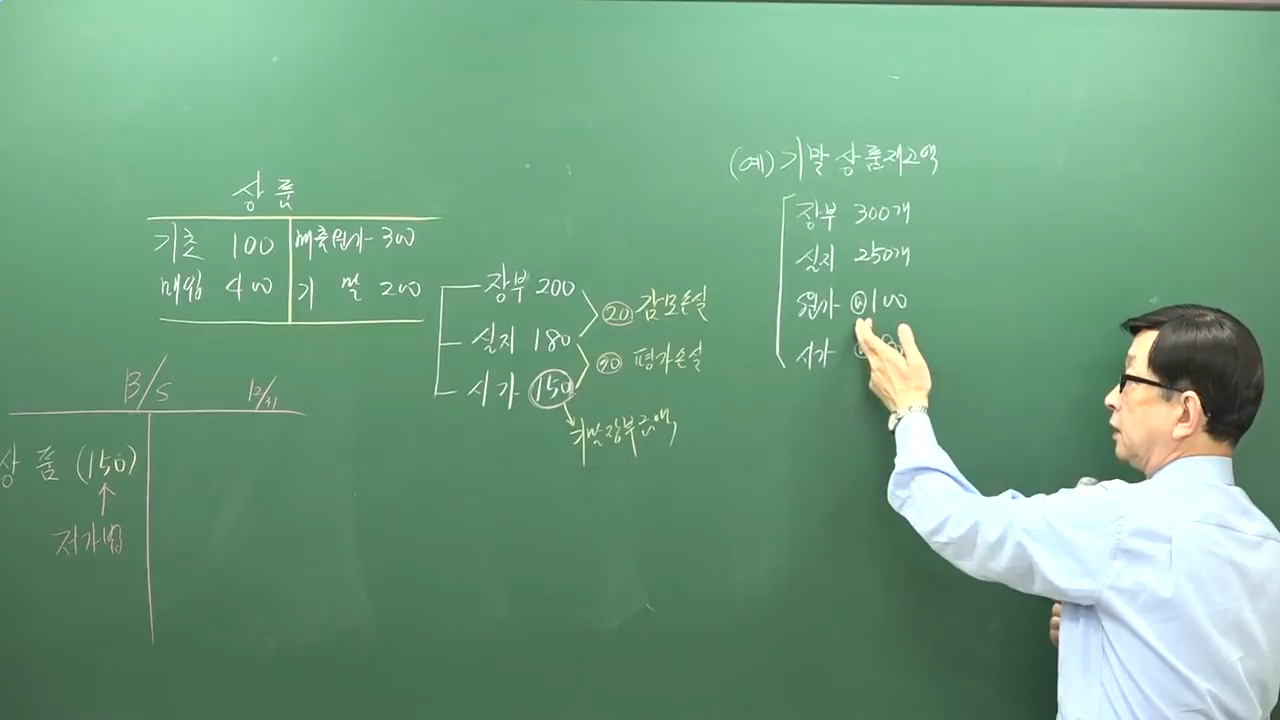 상품
기초 100 매출원가 300
매입 400 기말 200
장부 200
실지 180
시가 150
20 감모손실
30 평가손실
기말장부금액
B/S 12/31
상품 (150)
저가법
(예) 기말상품재고액
장부 300개
실지 250개
원가 @100
시가